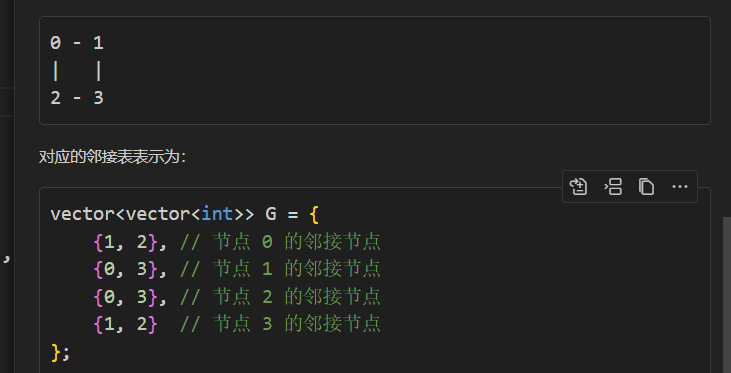 0 - 1
|   |
2 - 3
对应的邻接表表示为：
vector<vector<int>> G = {
    {1, 2}, // 节点 0 的邻接节点
    {0, 3}, // 节点 1 的邻接节点
    {0, 3}, // 节点 2 的邻接节点
    {1, 2}  // 节点 3 的邻接节点
};
,